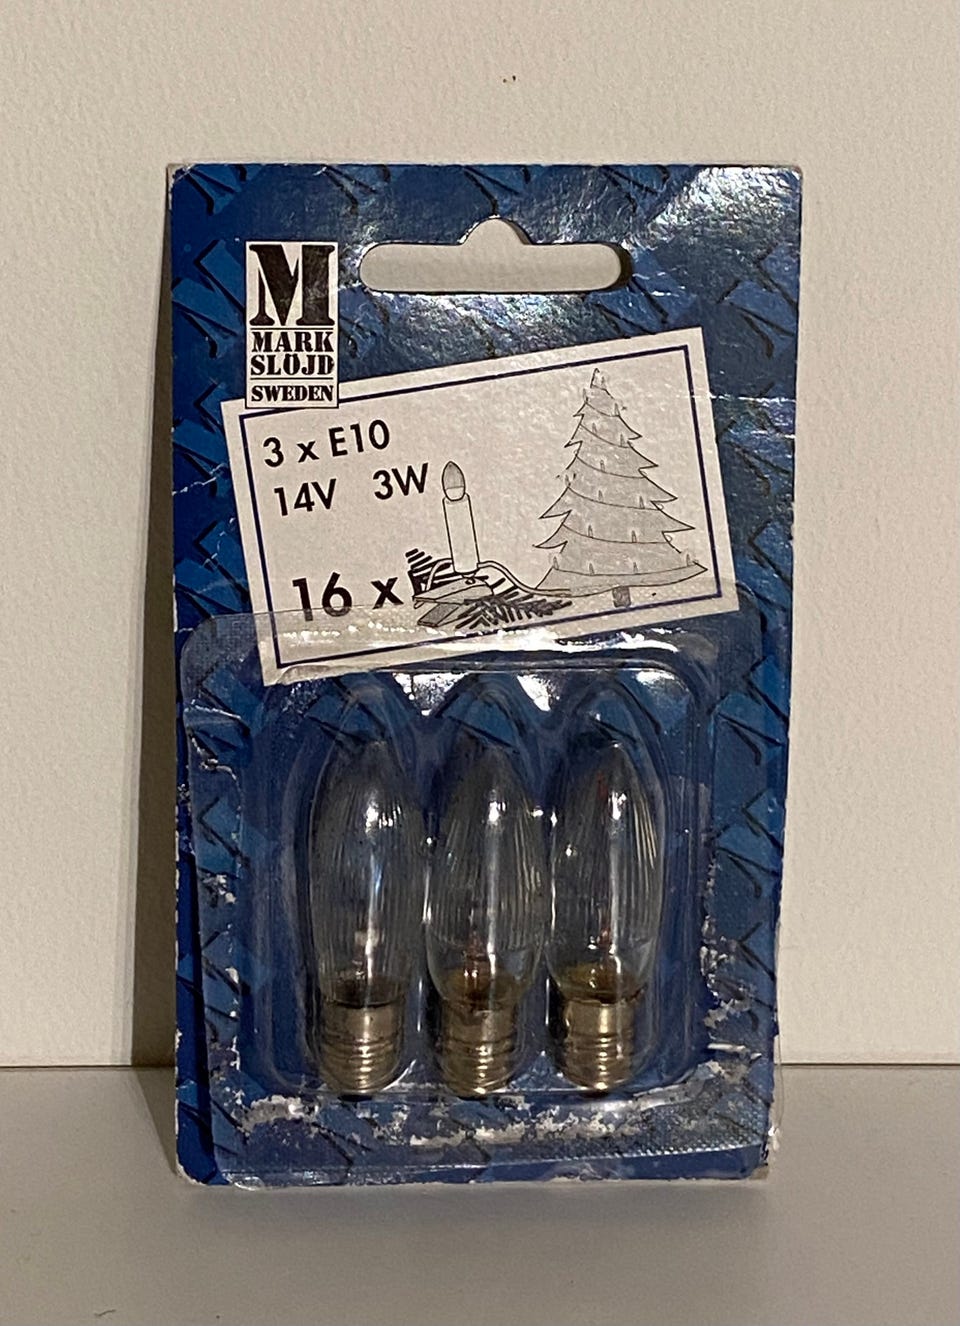 M
MARK
SLÖJD
SWEDEN
3 x E10
14V 3W
16 x